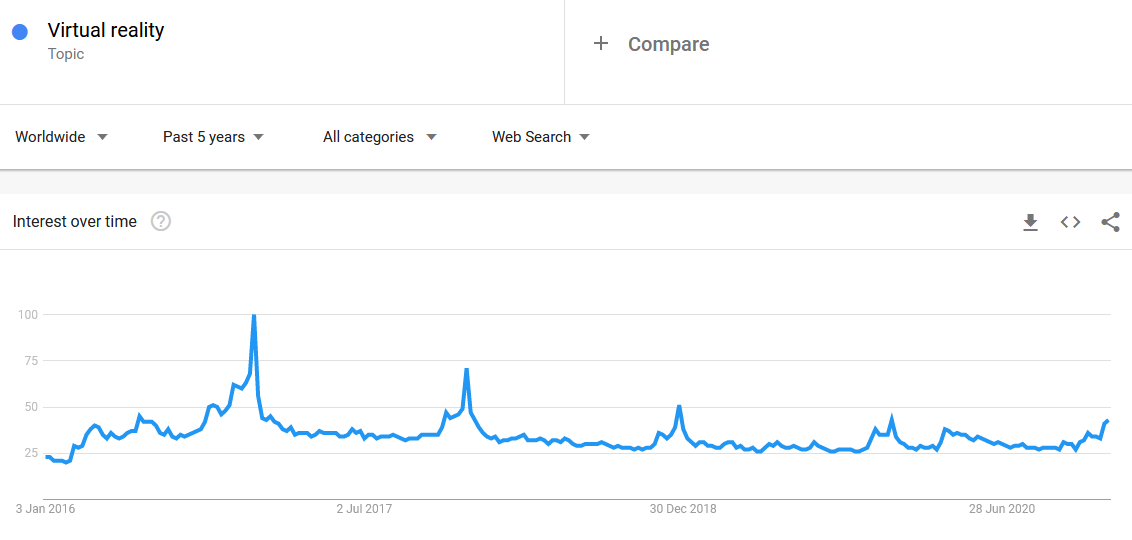 Virtual reality
Topic
+ Compare
Worldwide
Past 5 years
All categories
Web Search
Interest over time ?
100
75
50
25
3 Jan 2016
2 Jul 2017
30 Dec 2018
28 Jun 2020